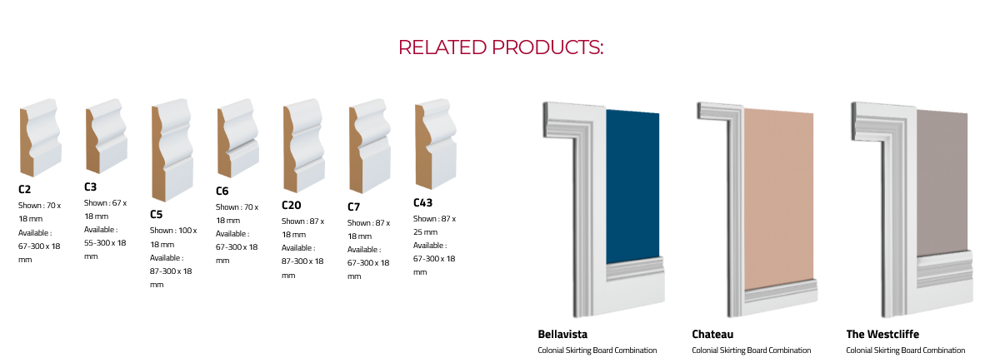 RELATED PRODUCTS:
C2
Shown : 70 x
18 mm
Available :
67-300 x 18
mm
C3
Shown : 67 x
18 mm
Available :
55-300 x 18
mm
C5
Shown : 100 x
18 mm
Available :
87-300 x 18
mm
C6
Shown : 70 x
18 mm
Available :
67-300 x 18
mm
C20
Shown : 87 x
18 mm
Available :
87-300 x 18
mm
C7
Shown : 87 x
18 mm
Available :
67-300 x 18
mm
C43
Shown : 87 x
25 mm
Available :
67-300 x 18
mm
Bellavista
Colonial Skirting Board Combination
Chateau
Colonial Skirting Board Combination
The Westcliffe
Colonial Skirting Board Combination